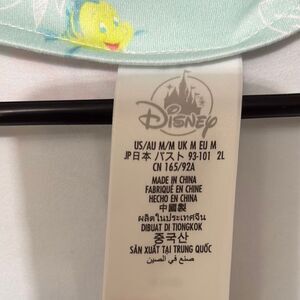 Disney
US/AU M/M UK M EU M
JP日本 バスト 93-101 2L
CN 165/92A
MADE IN CHINA
FABRIQUÉ EN CHINE
HECHO EN CHINA
中國製
ผลิตในประเทศจีน
DIBUAT DI TIONGKOK
중국산
SẢN XUẤT TẠI TRUNG QUỐC
صنع في الصين